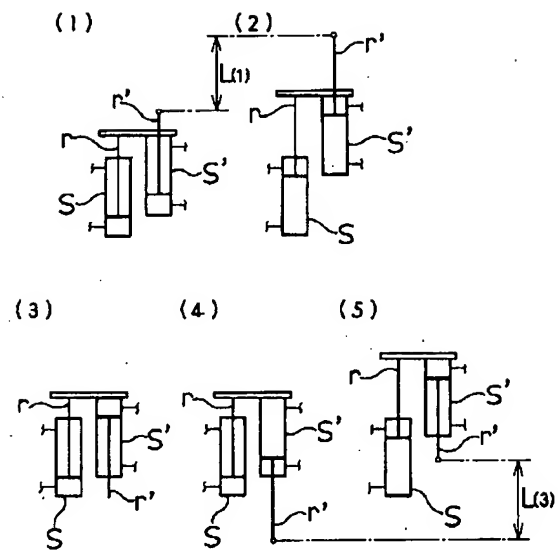 (1)
(2)
r'
L(1)
r'
r
r
S'
S'
S
S
(3)
(4)
(5)
r
r
r
S'
S'
S'
r'
r'
r'
S
S
S
L(3)